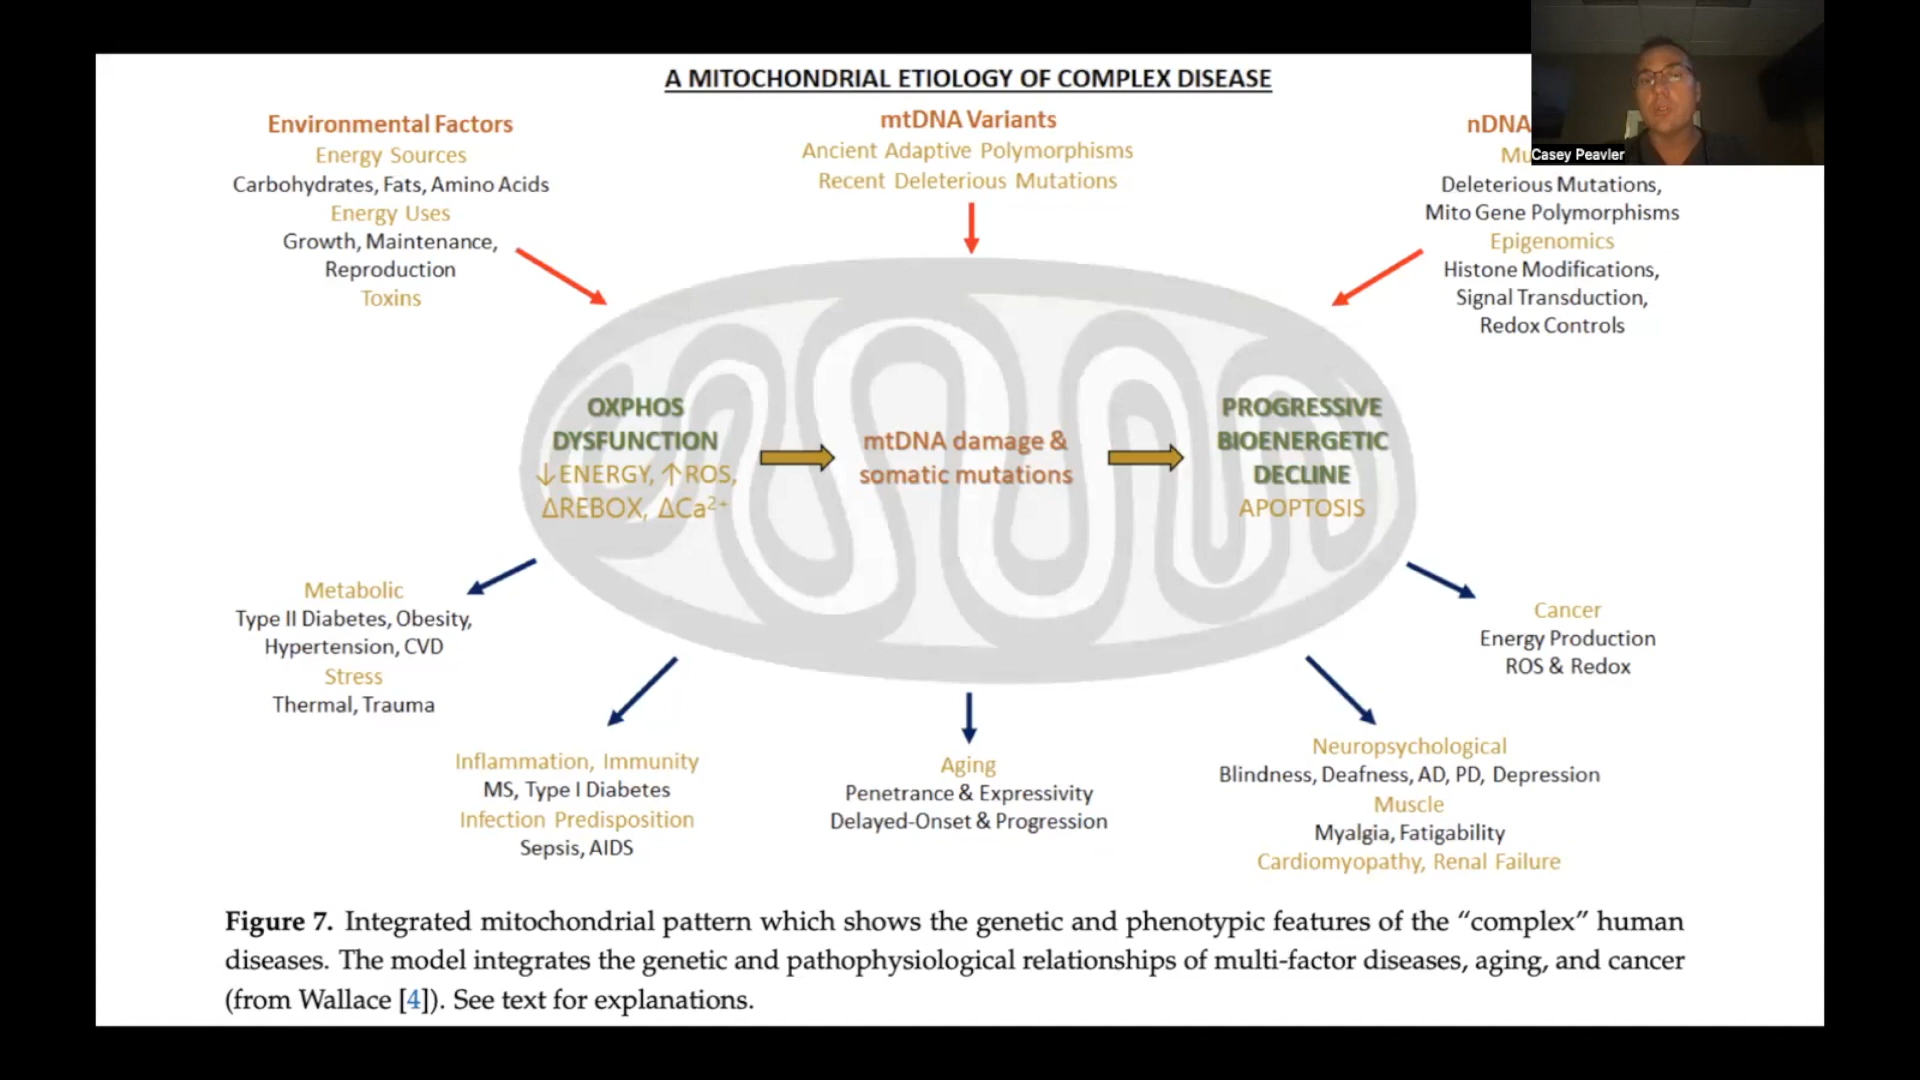 A MITOCHONDRIAL ETIOLOGY OF COMPLEX DISEASE
Environmental Factors
Energy Sources
Carbohydrates, Fats, Amino Acids
Energy Uses
Growth, Maintenance,
Reproduction
Toxins
mtDNA Variants
Ancient Adaptive Polymorphisms
Recent Deleterious Mutations
nDNA
Casey Peavler
Deleterious Mutations,
Mito Gene Polymorphisms
Epigenomics
Histone Modifications,
Signal Transduction,
Redox Controls
OXPHOS
DYSFUNCTION
↓ENERGY, ↑ROS,
ΔREBOX, ΔCa²⁺
mtDNA damage &
somatic mutations
PROGRESSIVE
BIOENERGETIC
DECLINE
APOPTOSIS
Metabolic
Type II Diabetes, Obesity,
Hypertension, CVD
Stress
Thermal, Trauma
Inflammation, Immunity
MS, Type I Diabetes
Infection Predisposition
Sepsis, AIDS
Aging
Penetrance & Expressivity
Delayed-Onset & Progression
Neuropsychological
Blindness, Deafness, AD, PD, Depression
Muscle
Myalgia, Fatigability
Cardiomyopathy, Renal Failure
Cancer
Energy Production
ROS & Redox
Figure 7. Integrated mitochondrial pattern which shows the genetic and phenotypic features of the “complex” human
diseases. The model integrates the genetic and pathophysiological relationships of multi-factor diseases, aging, and cancer
(from Wallace [4]). See text for explanations.